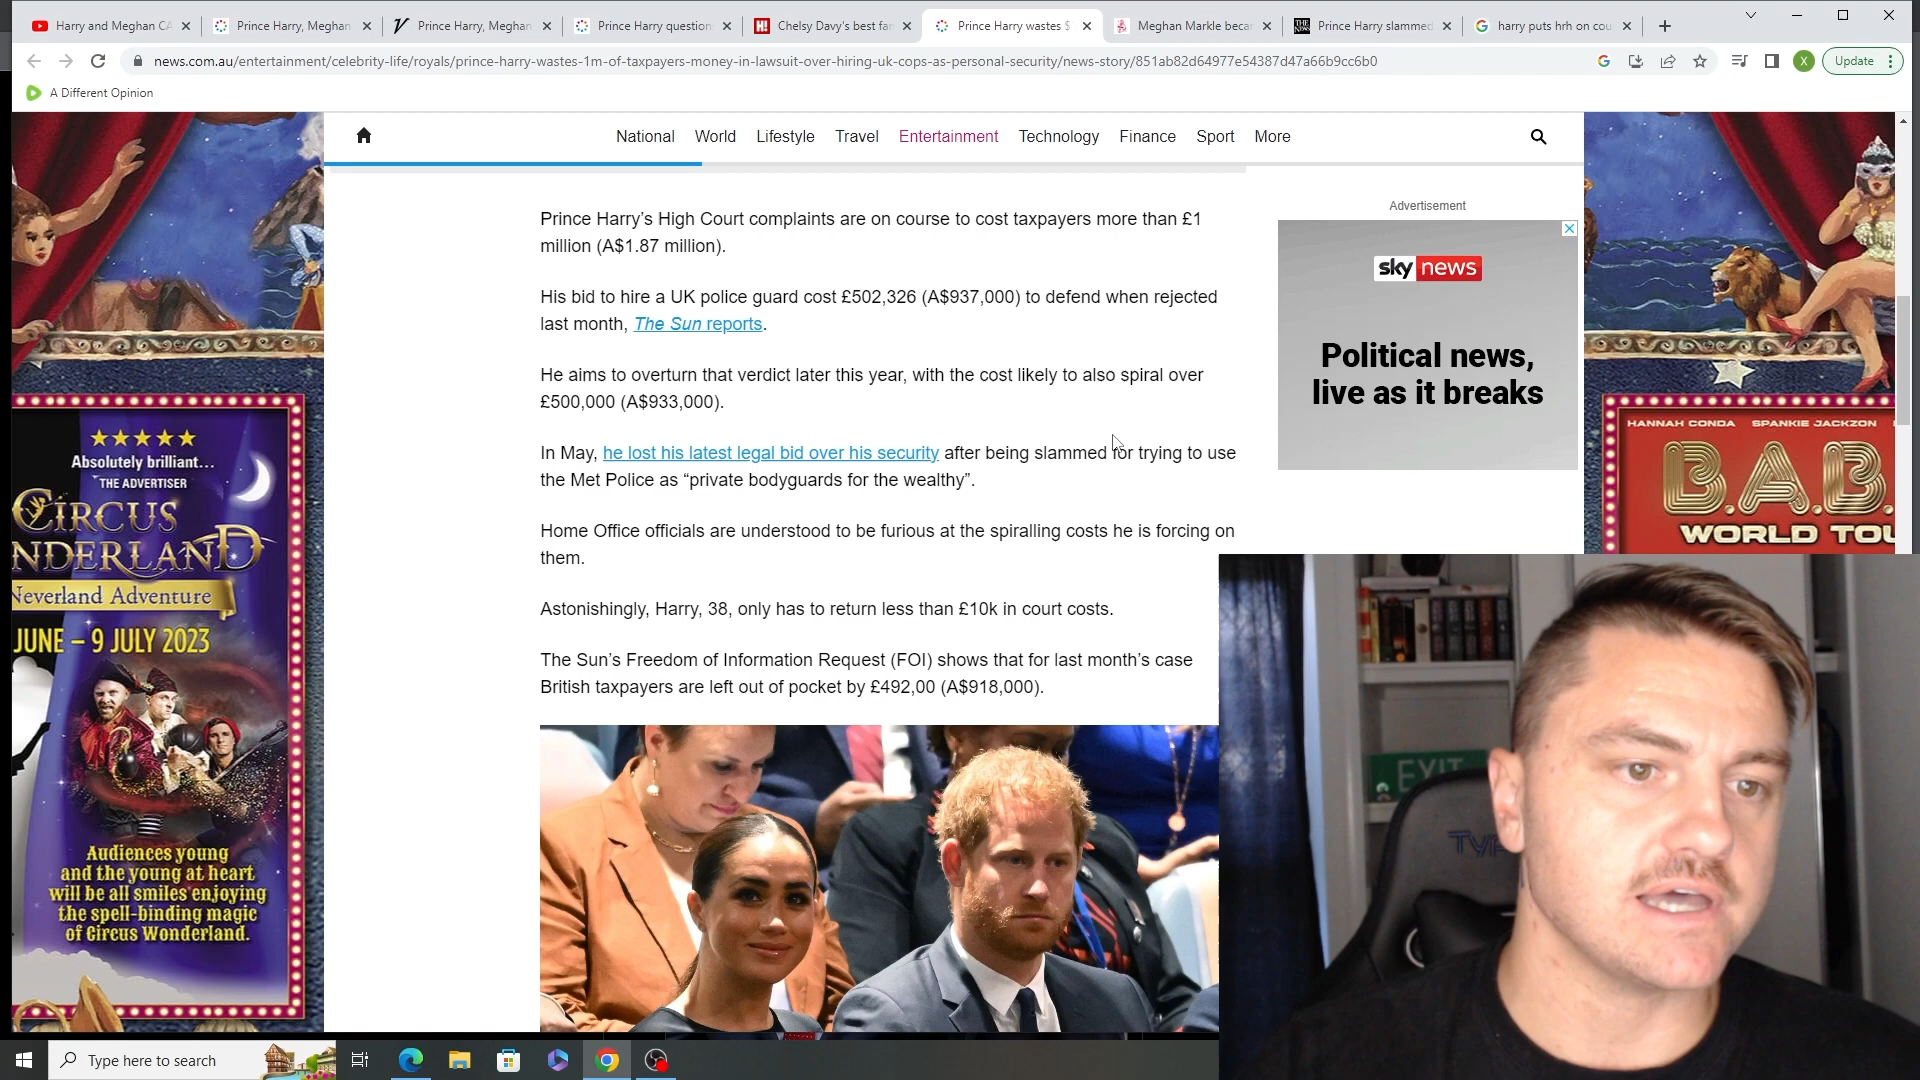 Harry and Meghan CA
Prince Harry, Meghan
Prince Harry, Meghan
Prince Harry question
Chelsy Davy's best fan
Prince Harry wastes $
Meghan Markle becar
Prince Harry slammed
harry puts hrh on cou
news.com.au/entertainment/celebrity-life/royals/prince-harry-wastes-1m-of-taxpayers-money-in-lawsuit-over-hiring-uk-cops-as-personal-security/news-story/851ab82d64977e54387d47a66b9cc6b0
X
Update
A Different Opinion
National World Lifestyle Travel Entertainment Technology Finance Sport More
Prince Harry’s High Court complaints are on course to cost taxpayers more than £1
million (A$1.87 million).
His bid to hire a UK police guard cost £502,326 (A$937,000) to defend when rejected
last month, The Sun reports.
He aims to overturn that verdict later this year, with the cost likely to also spiral over
£500,000 (A$933,000).
In May, he lost his latest legal bid over his security after being slammed for trying to use
the Met Police as “private bodyguards for the wealthy”.
Home Office officials are understood to be furious at the spiralling costs he is forcing on
them.
Astonishingly, Harry, 38, only has to return less than £10k in court costs.
The Sun’s Freedom of Information Request (FOI) shows that for last month’s case
British taxpayers are left out of pocket by £492,00 (A$918,000).
Advertisement
sky news
Political news,
live as it breaks
Absolutely brilliant...
THE ADVERTISER
CIRCUS
NDERLAND
Neverland Adventure
JUNE – 9 JULY 2023
Audiences young
and the young at heart
will be all smiles enjoying
the spell-binding magic
of Circus Wonderland.
HANNAH CONDA SPANKIE JACKZON
B.A.B.
WORLD TOU
EXIT
Type here to search